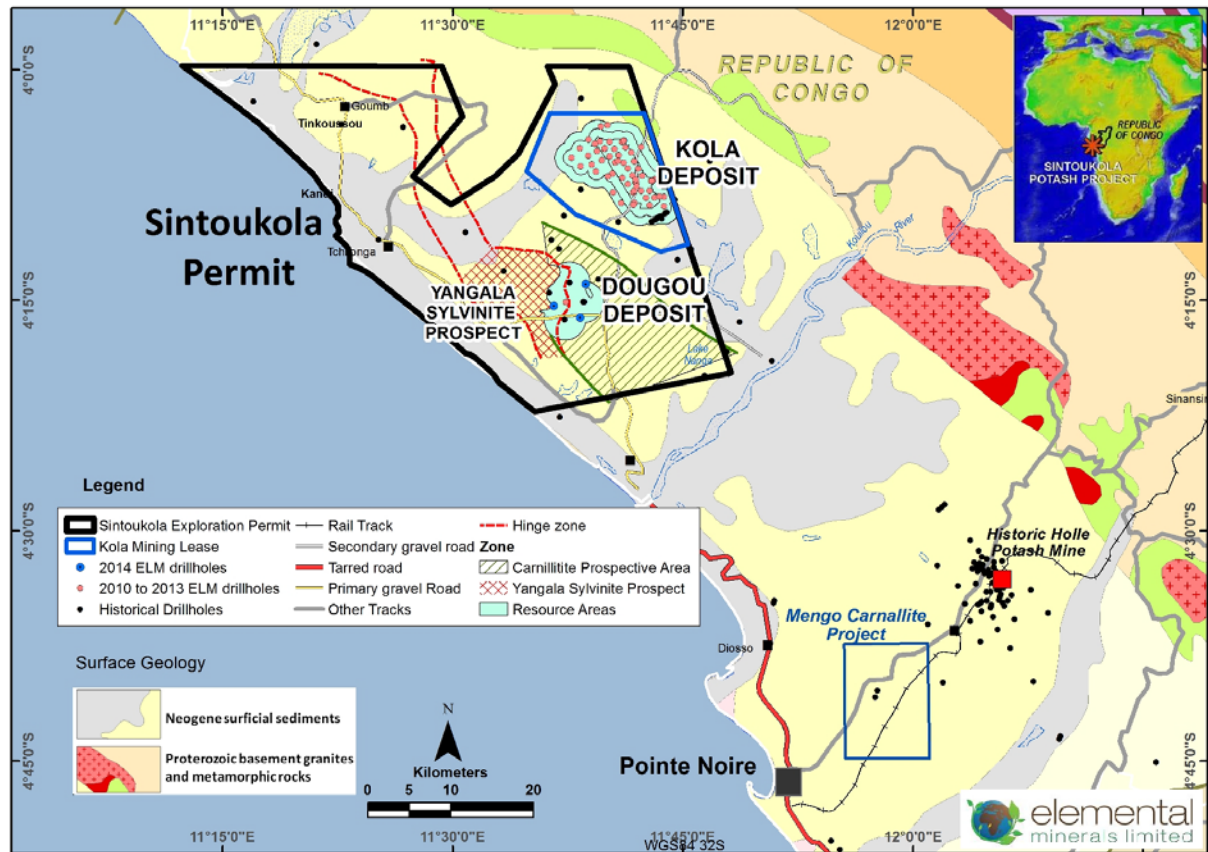 11°15'0"E
11°30'0"E
11°45'0"E
12°0'0"E
4°0'0"S
4°0'0"S
REPUBLIC OF
CONGO
REPUBLIC
OF CONGO
SINTOUKOLA
POTASH PROJECT
Goumb
Tinkoussou
KOLA
DEPOSIT
Sintoukola
Permit
Kouilou
River
4°15'0"S
4°15'0"S
YANGALA
SYLVINITE
PROSPECT
DOUGOU
DEPOSIT
Lake
Nanga
Sinansin
Legend
Sintoukola Exploration Permit
Kola Mining Lease
2014 ELM drillholes
2010 to 2013 ELM drillholes
Historical Drillholes
Rail Track
Secondary gravel road
Tarred road
Primary gravel Road
Other Tracks
Hinge zone
Zone
Carnillitite Prospective Area
Yangala Sylvinite Prospect
Resource Areas
4°30'0"S
4°30'0"S
Historic Holle
Potash Mine
Mengo Carnallite
Project
Diosso
Surface Geology
Neogene surficial sediments
Proterozoic basement granites
and metamorphic rocks
N
Kilometers
0 5 10 20
Pointe Noire
4°45'0"S
4°45'0"S
elemental
minerals limited
11°15'0"E
11°30'0"E
11°45'0"E
12°0'0"E
WGS84 32S